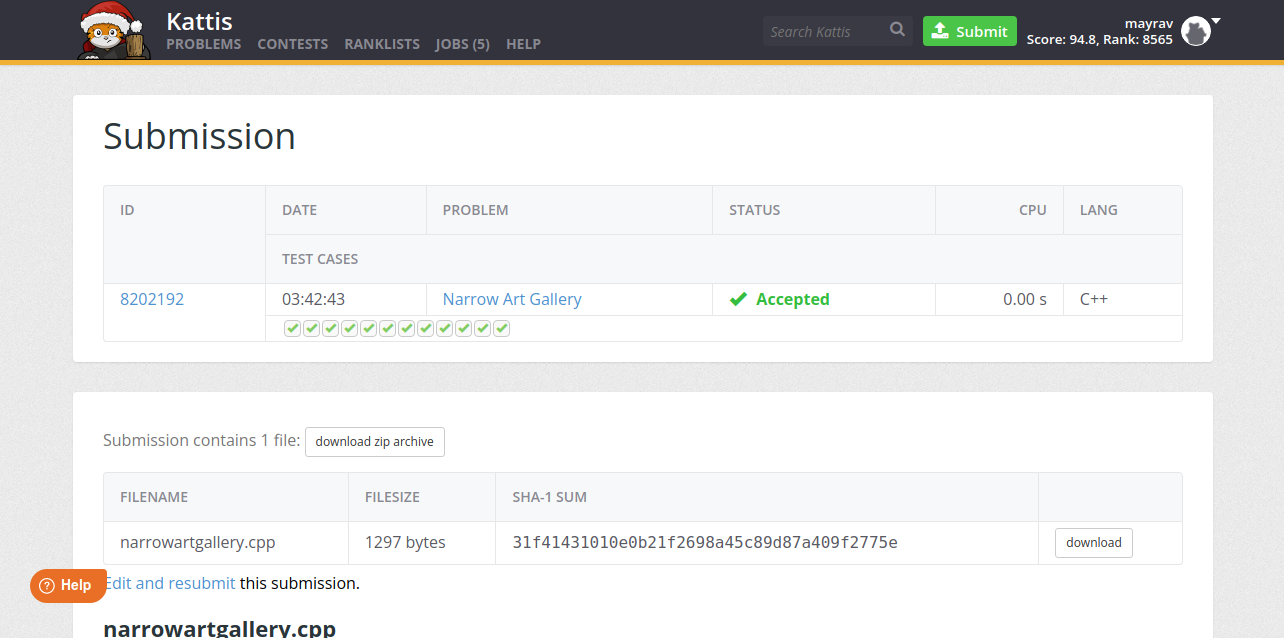 Kattis
PROBLEMS CONTESTS RANKLISTS JOBS (5) HELP
Search Kattis
Submit
mayrav
Score: 94.8, Rank: 8565
Submission
ID DATE PROBLEM STATUS CPU LANG
TEST CASES
8202192 03:42:43 Narrow Art Gallery Accepted 0.00 s C++
Submission contains 1 file: download zip archive
FILENAME FILESIZE SHA-1 SUM
narrowartgallery.cpp 1297 bytes 31f41431010e0b21f2698a45c89d87a409f2775e download
Help
Edit and resubmit this submission.
narrowartgallery.cpp